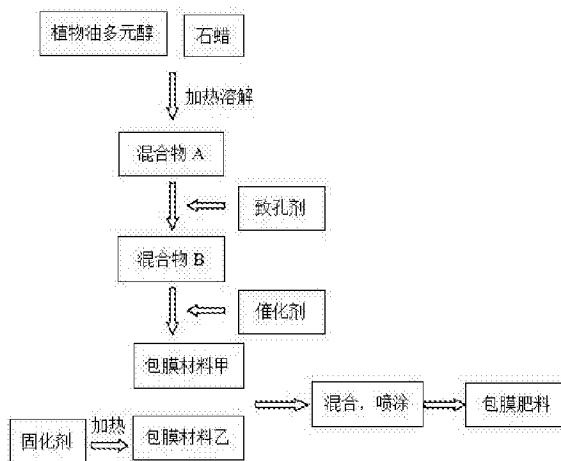 植物油多元醇
石蜡
加热溶解
混合物 A
致孔剂
混合物 B
催化剂
包膜材料甲
混合，喷涂
包膜肥料
固化剂
加热
包膜材料乙